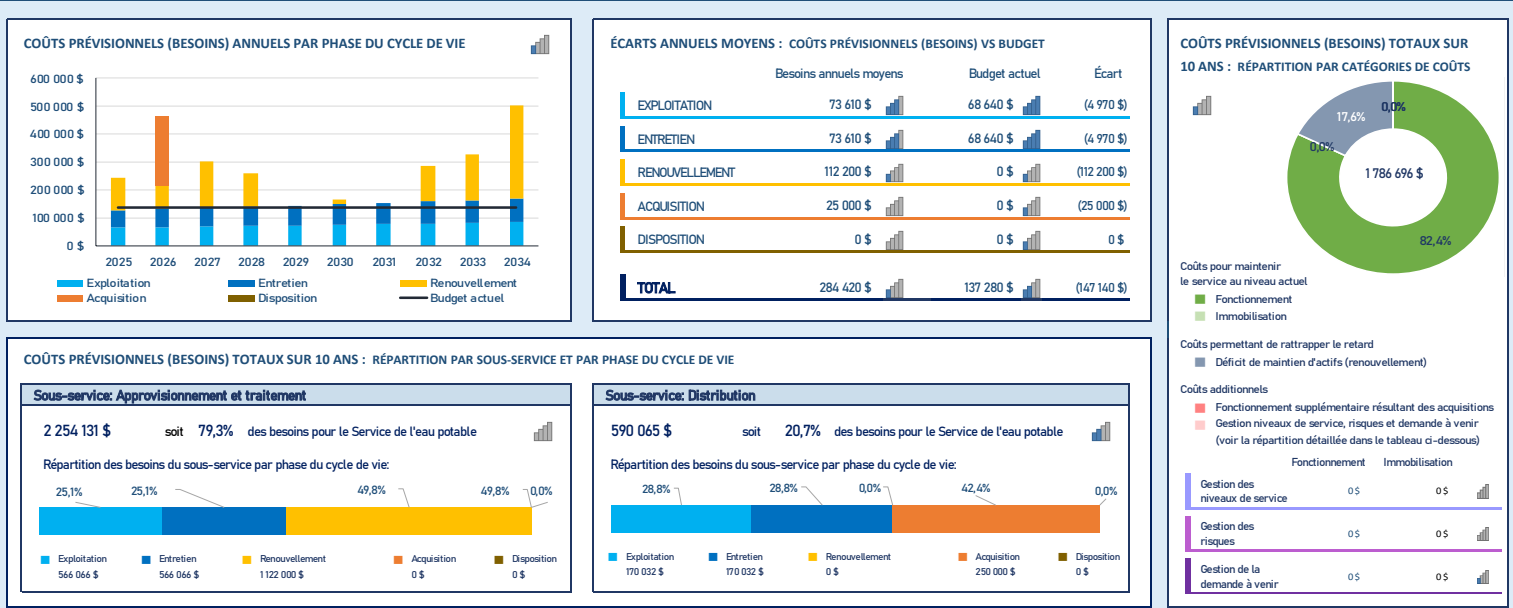 COÛTS PRÉVISIONNELS (BESOINS) ANNUELS PAR PHASE DU CYCLE DE VIE
600 000 $
500 000 $
400 000 $
300 000 $
200 000 $
100 000 $
0 $
2025 2026 2027 2028 2029 2030 2031 2032 2033 2034
Exploitation Entretien Renouvellement
Acquisition Disposition Budget actuel
ÉCARTS ANNUELS MOYENS : COÛTS PRÉVISIONNELS (BESOINS) VS BUDGET
Besoins annuels moyens Budget actuel Écart
EXPLOITATION 73 610 $ 68 640 $ (4 970 $)
ENTRETIEN 73 610 $ 68 640 $ (4 970 $)
RENOUVELLEMENT 112 200 $ 0 $ (112 200 $)
ACQUISITION 25 000 $ 0 $ (25 000 $)
DISPOSITION 0 $ 0 $ 0 $
TOTAL 284 420 $ 137 280 $ (147 140 $)
COÛTS PRÉVISIONNELS (BESOINS) TOTAUX SUR
10 ANS : RÉPARTITION PAR CATÉGORIES DE COÛTS
0,0%
17,6%
0,0%
1 786 696 $
82,4%
Coûts pour maintenir
le service au niveau actuel
Fonctionnement
Immobilisation
Coûts permettant de rattrapper le retard
Déficit de maintien d'actifs (renouvellement)
Coûts additionnels
Fonctionnement supplémentaire résultant des acquisitions
Gestion niveaux de service, risques et demande à venir
(voir la répartition détaillée dans le tableau ci-dessous)
Fonctionnement Immobilisation
Gestion des
niveaux de service 0 $ 0 $
Gestion des
risques 0 $ 0 $
Gestion de la
demande à venir 0 $ 0 $
COÛTS PRÉVISIONNELS (BESOINS) TOTAUX SUR 10 ANS : RÉPARTITION PAR SOUS-SERVICE ET PAR PHASE DU CYCLE DE VIE
Sous-service: Approvisionnement et traitement
2 254 131 $ soit 79,3% des besoins pour le Service de l'eau potable
Répartition des besoins du sous-service par phase du cycle de vie:
25,1% 25,1% 49,8% 49,8% 0,0%
Exploitation Entretien Renouvellement Acquisition Disposition
566 066 $ 566 066 $ 1 122 000 $ 0 $ 0 $
Sous-service: Distribution
590 065 $ soit 20,7% des besoins pour le Service de l'eau potable
Répartition des besoins du sous-service par phase du cycle de vie:
28,8% 28,8% 0,0% 42,4% 0,0%
Exploitation Entretien Renouvellement Acquisition Disposition
170 032 $ 170 032 $ 0 $ 250 000 $ 0 $